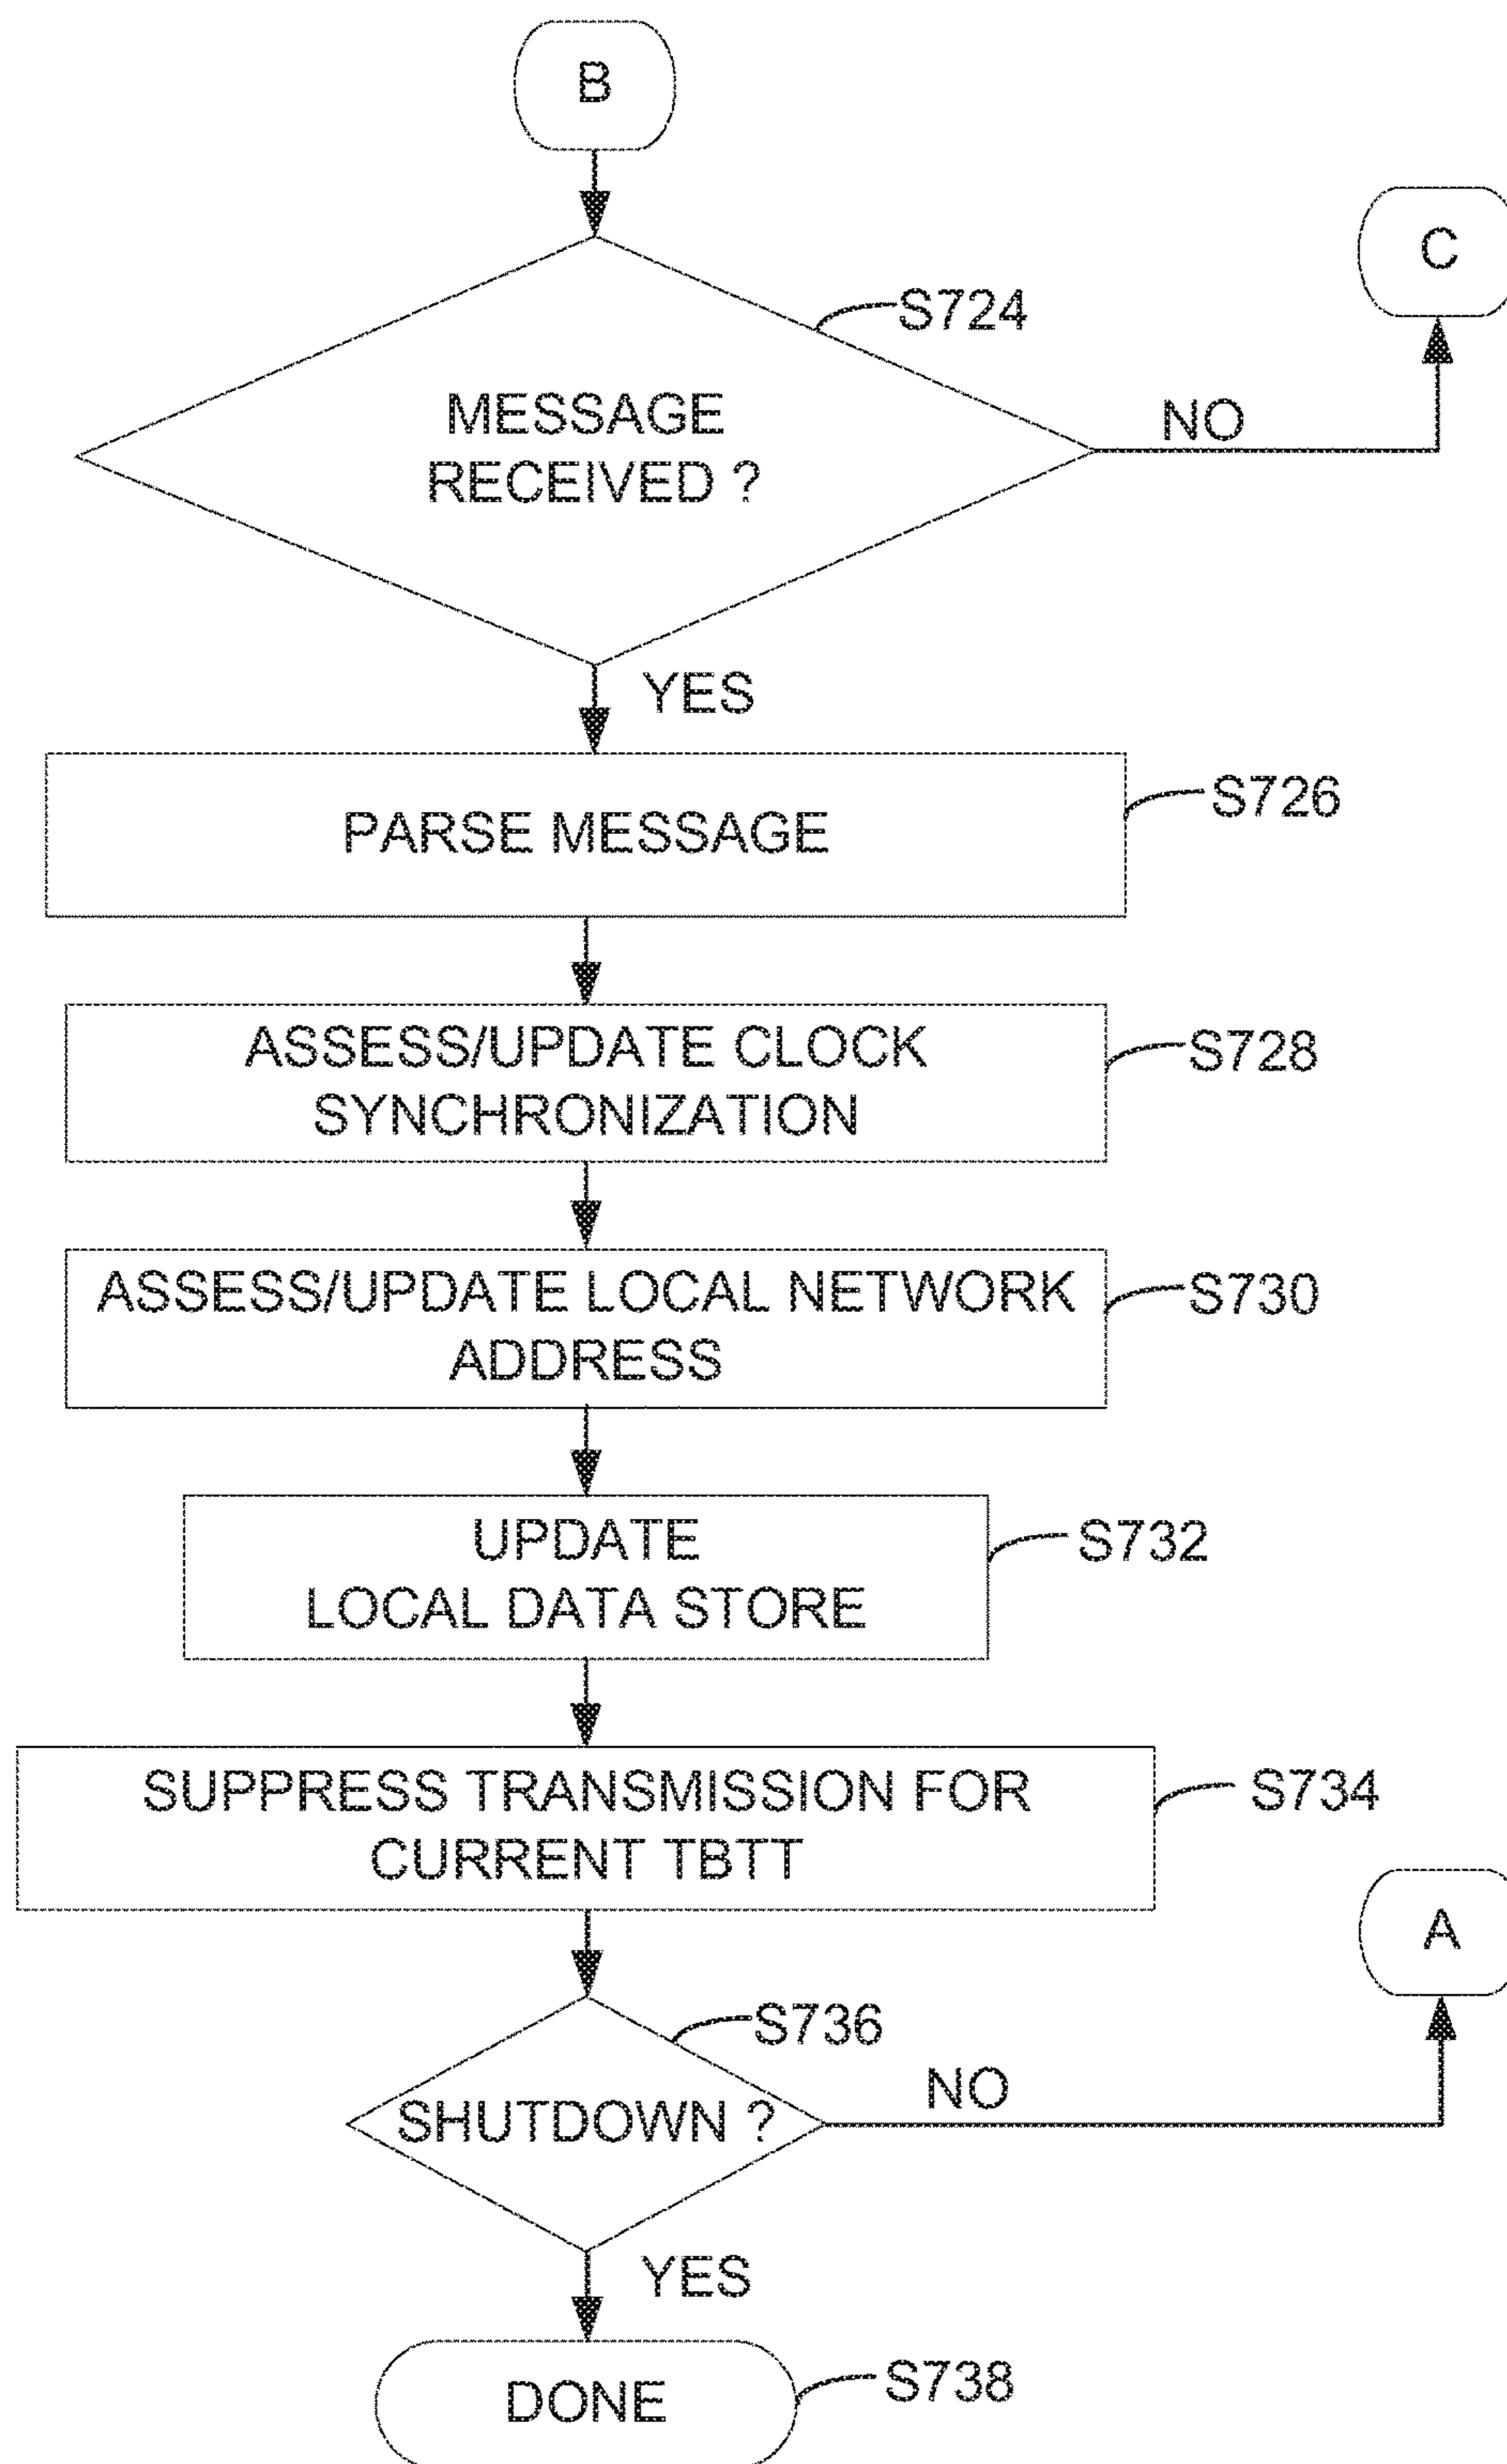 B
C
S724
MESSAGE
RECEIVED ?
NO
YES
PARSE MESSAGE
S726
ASSESS/UPDATE CLOCK
SYNCHRONIZATION
S728
ASSESS/UPDATE LOCAL NETWORK
ADDRESS
S730
UPDATE
LOCAL DATA STORE
S732
SUPPRESS TRANSMISSION FOR
CURRENT TBTT
S734
A
S736
SHUTDOWN ?
NO
YES
DONE
S738